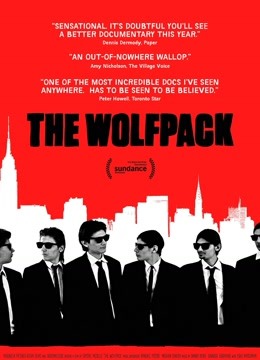 "SENSATIONAL. IT'S DOUBTFUL YOU'LL SEE
A BETTER DOCUMENTARY THIS YEAR."
Dennis Dermody, Paper
"AN OUT-OF-NOWHERE WALLOP."
Amy Nicholson, The Village Voice
"ONE OF THE MOST INCREDIBLE DOCS I'VE SEEN
ANYWHERE. HAS TO BE SEEN TO BE BELIEVED."
Peter Howell, Toronto Star
THE WOLFPACK
sundance